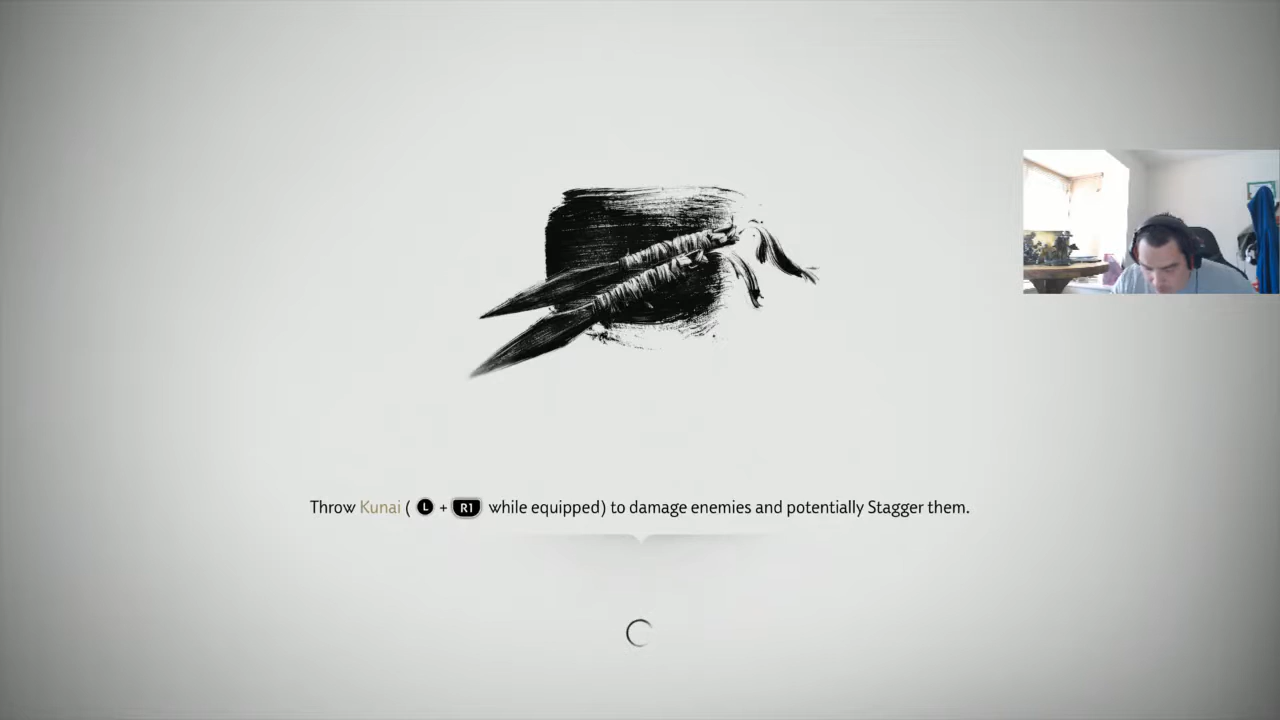 Throw Kunai ( L + R1 while equipped) to damage enemies and potentially Stagger them.